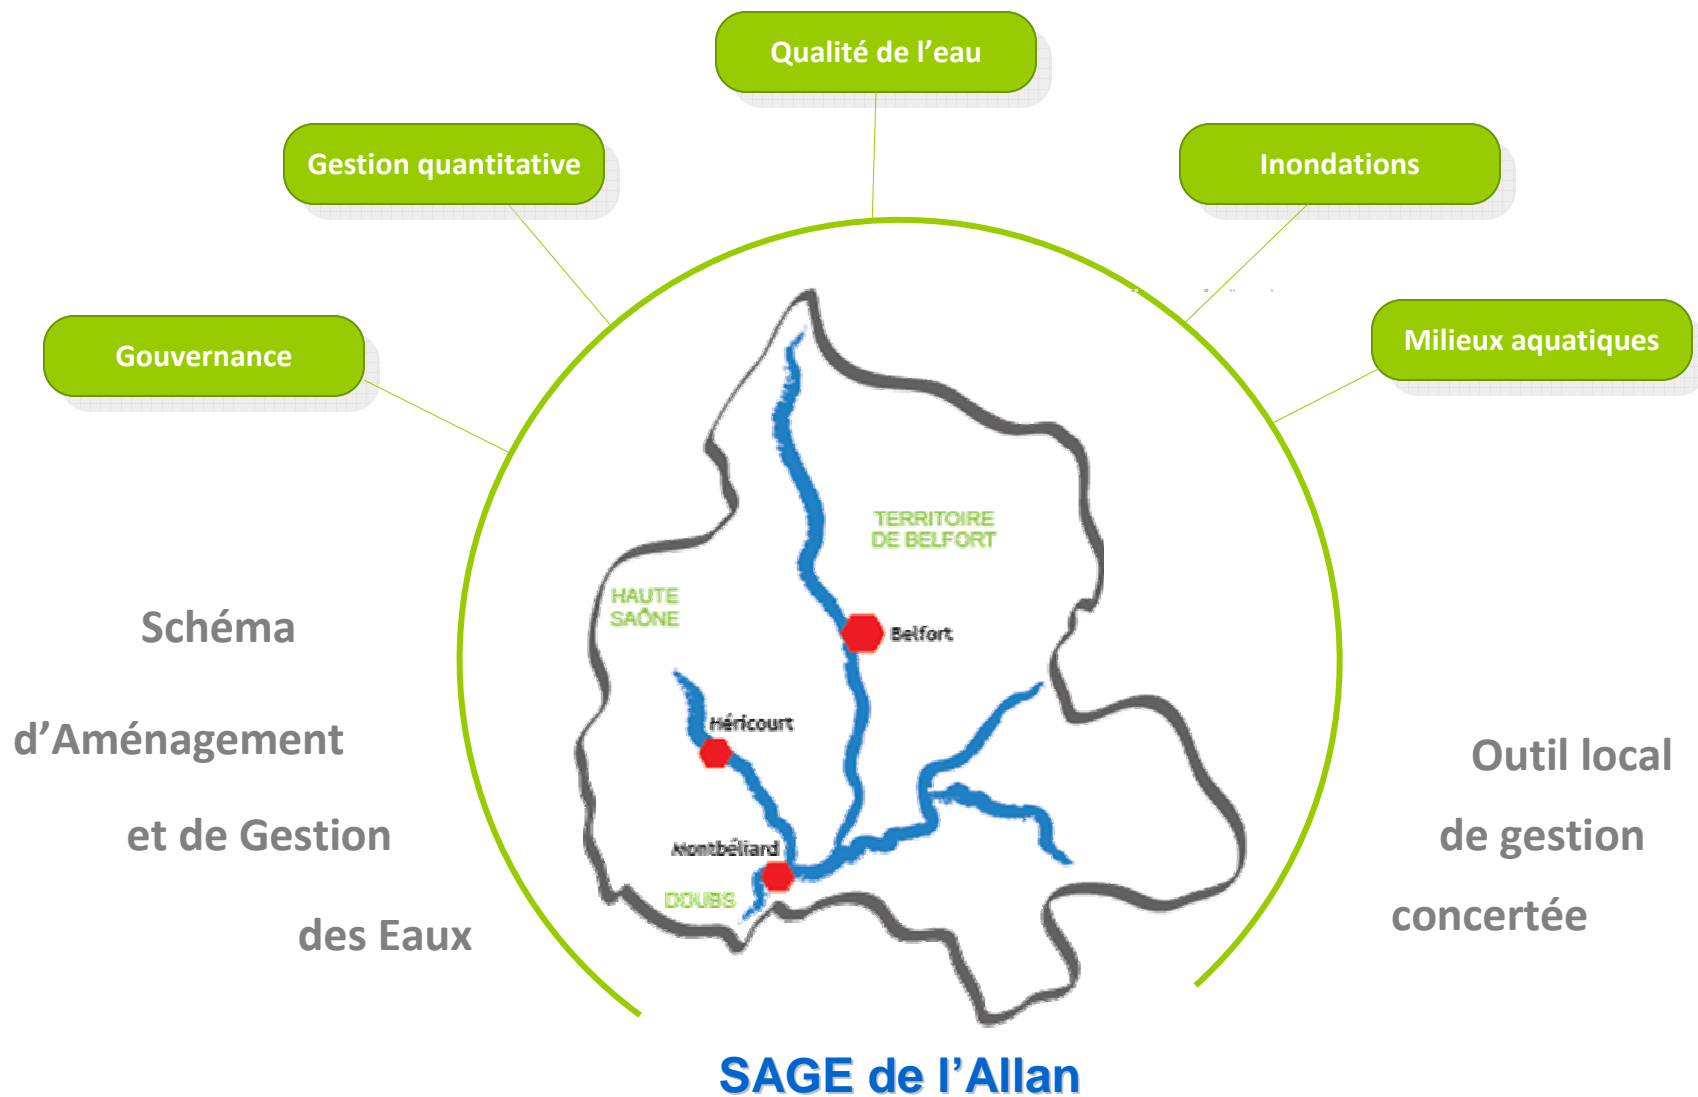 Qualité de l’eau
Gestion quantitative
Inondations
Gouvernance
Milieux aquatiques
TERRITOIRE
DE BELFORT
HAUTE
SAÔNE
Belfort
Héricourt
Montbéliard
DOUBS
Schéma
d’Aménagement
et de Gestion
des Eaux
Outil local
de gestion
concertée
SAGE de l’Allan